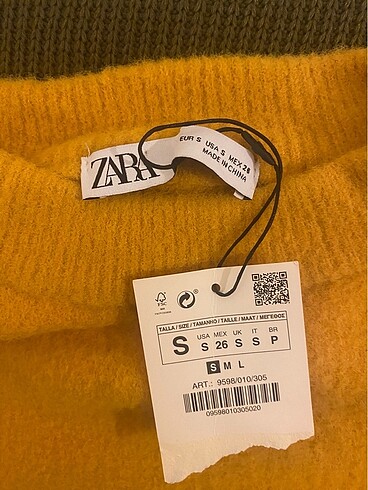 ZARA
EUR S USA S MEX 26
MADE IN CHINA
FSC
TALLA / SIZE / TAMANHO / TAILLE / MAAT / ΜΕΓΕΘΟΣ
S
USA MEX UK IT BR
S 26 S S P
S M L
ART.: 9598/010/305
09598010305020